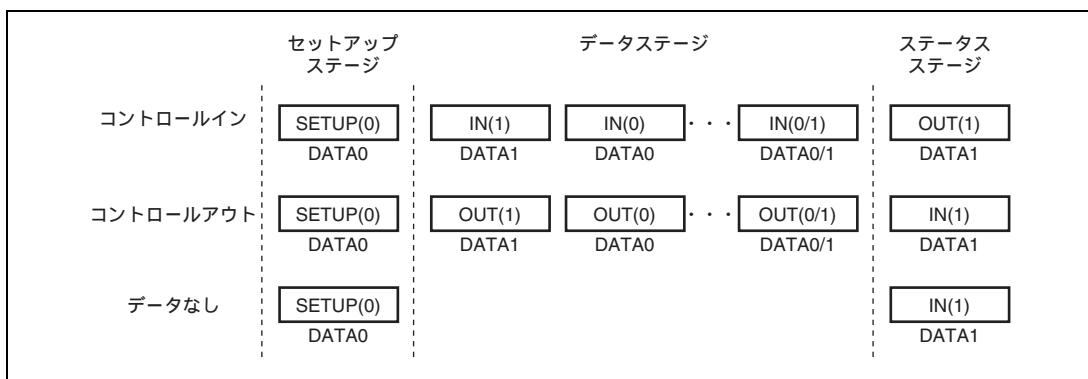 セットアップ
ステージ
データステージ
ステータス
ステージ
コントロールイン
SETUP(0)
IN(1)
IN(0)
・・・
IN(0/1)
OUT(1)
DATA0
DATA1
DATA0
DATA0/1
DATA1
コントロールアウト
SETUP(0)
OUT(1)
OUT(0)
・・・
OUT(0/1)
IN(1)
DATA0
DATA1
DATA0
DATA0/1
DATA1
データなし
SETUP(0)
IN(1)
DATA0
DATA1